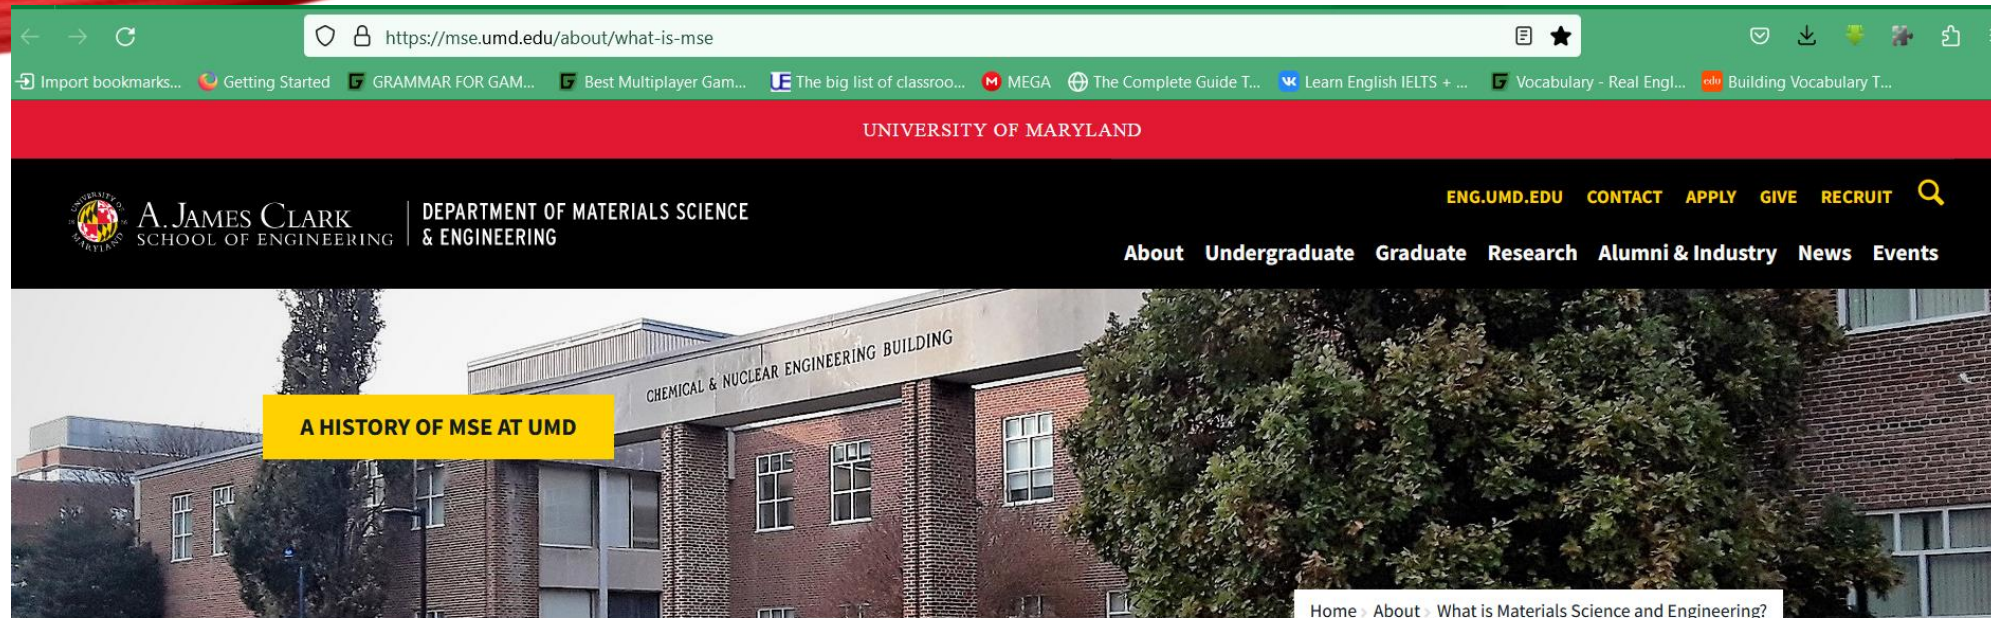 https://mse.umd.edu/about/what-is-mse
Import bookmarks... Getting Started GRAMMAR FOR GAM... Best Multiplayer Gam... The big list of classroo... MEGA The Complete Guide T... Learn English IELTS + ... Vocabulary - Real Engl... Building Vocabulary T...
UNIVERSITY OF MARYLAND
ENG.UMD.EDU CONTACT APPLY GIVE RECRUIT
A. JAMES CLARK
SCHOOL OF ENGINEERING
DEPARTMENT OF MATERIALS SCIENCE
& ENGINEERING
About Undergraduate Graduate Research Alumni & Industry News Events
CHEMICAL & NUCLEAR ENGINEERING BUILDING
A HISTORY OF MSE AT UMD
Home › About › What is Materials Science and Engineering?